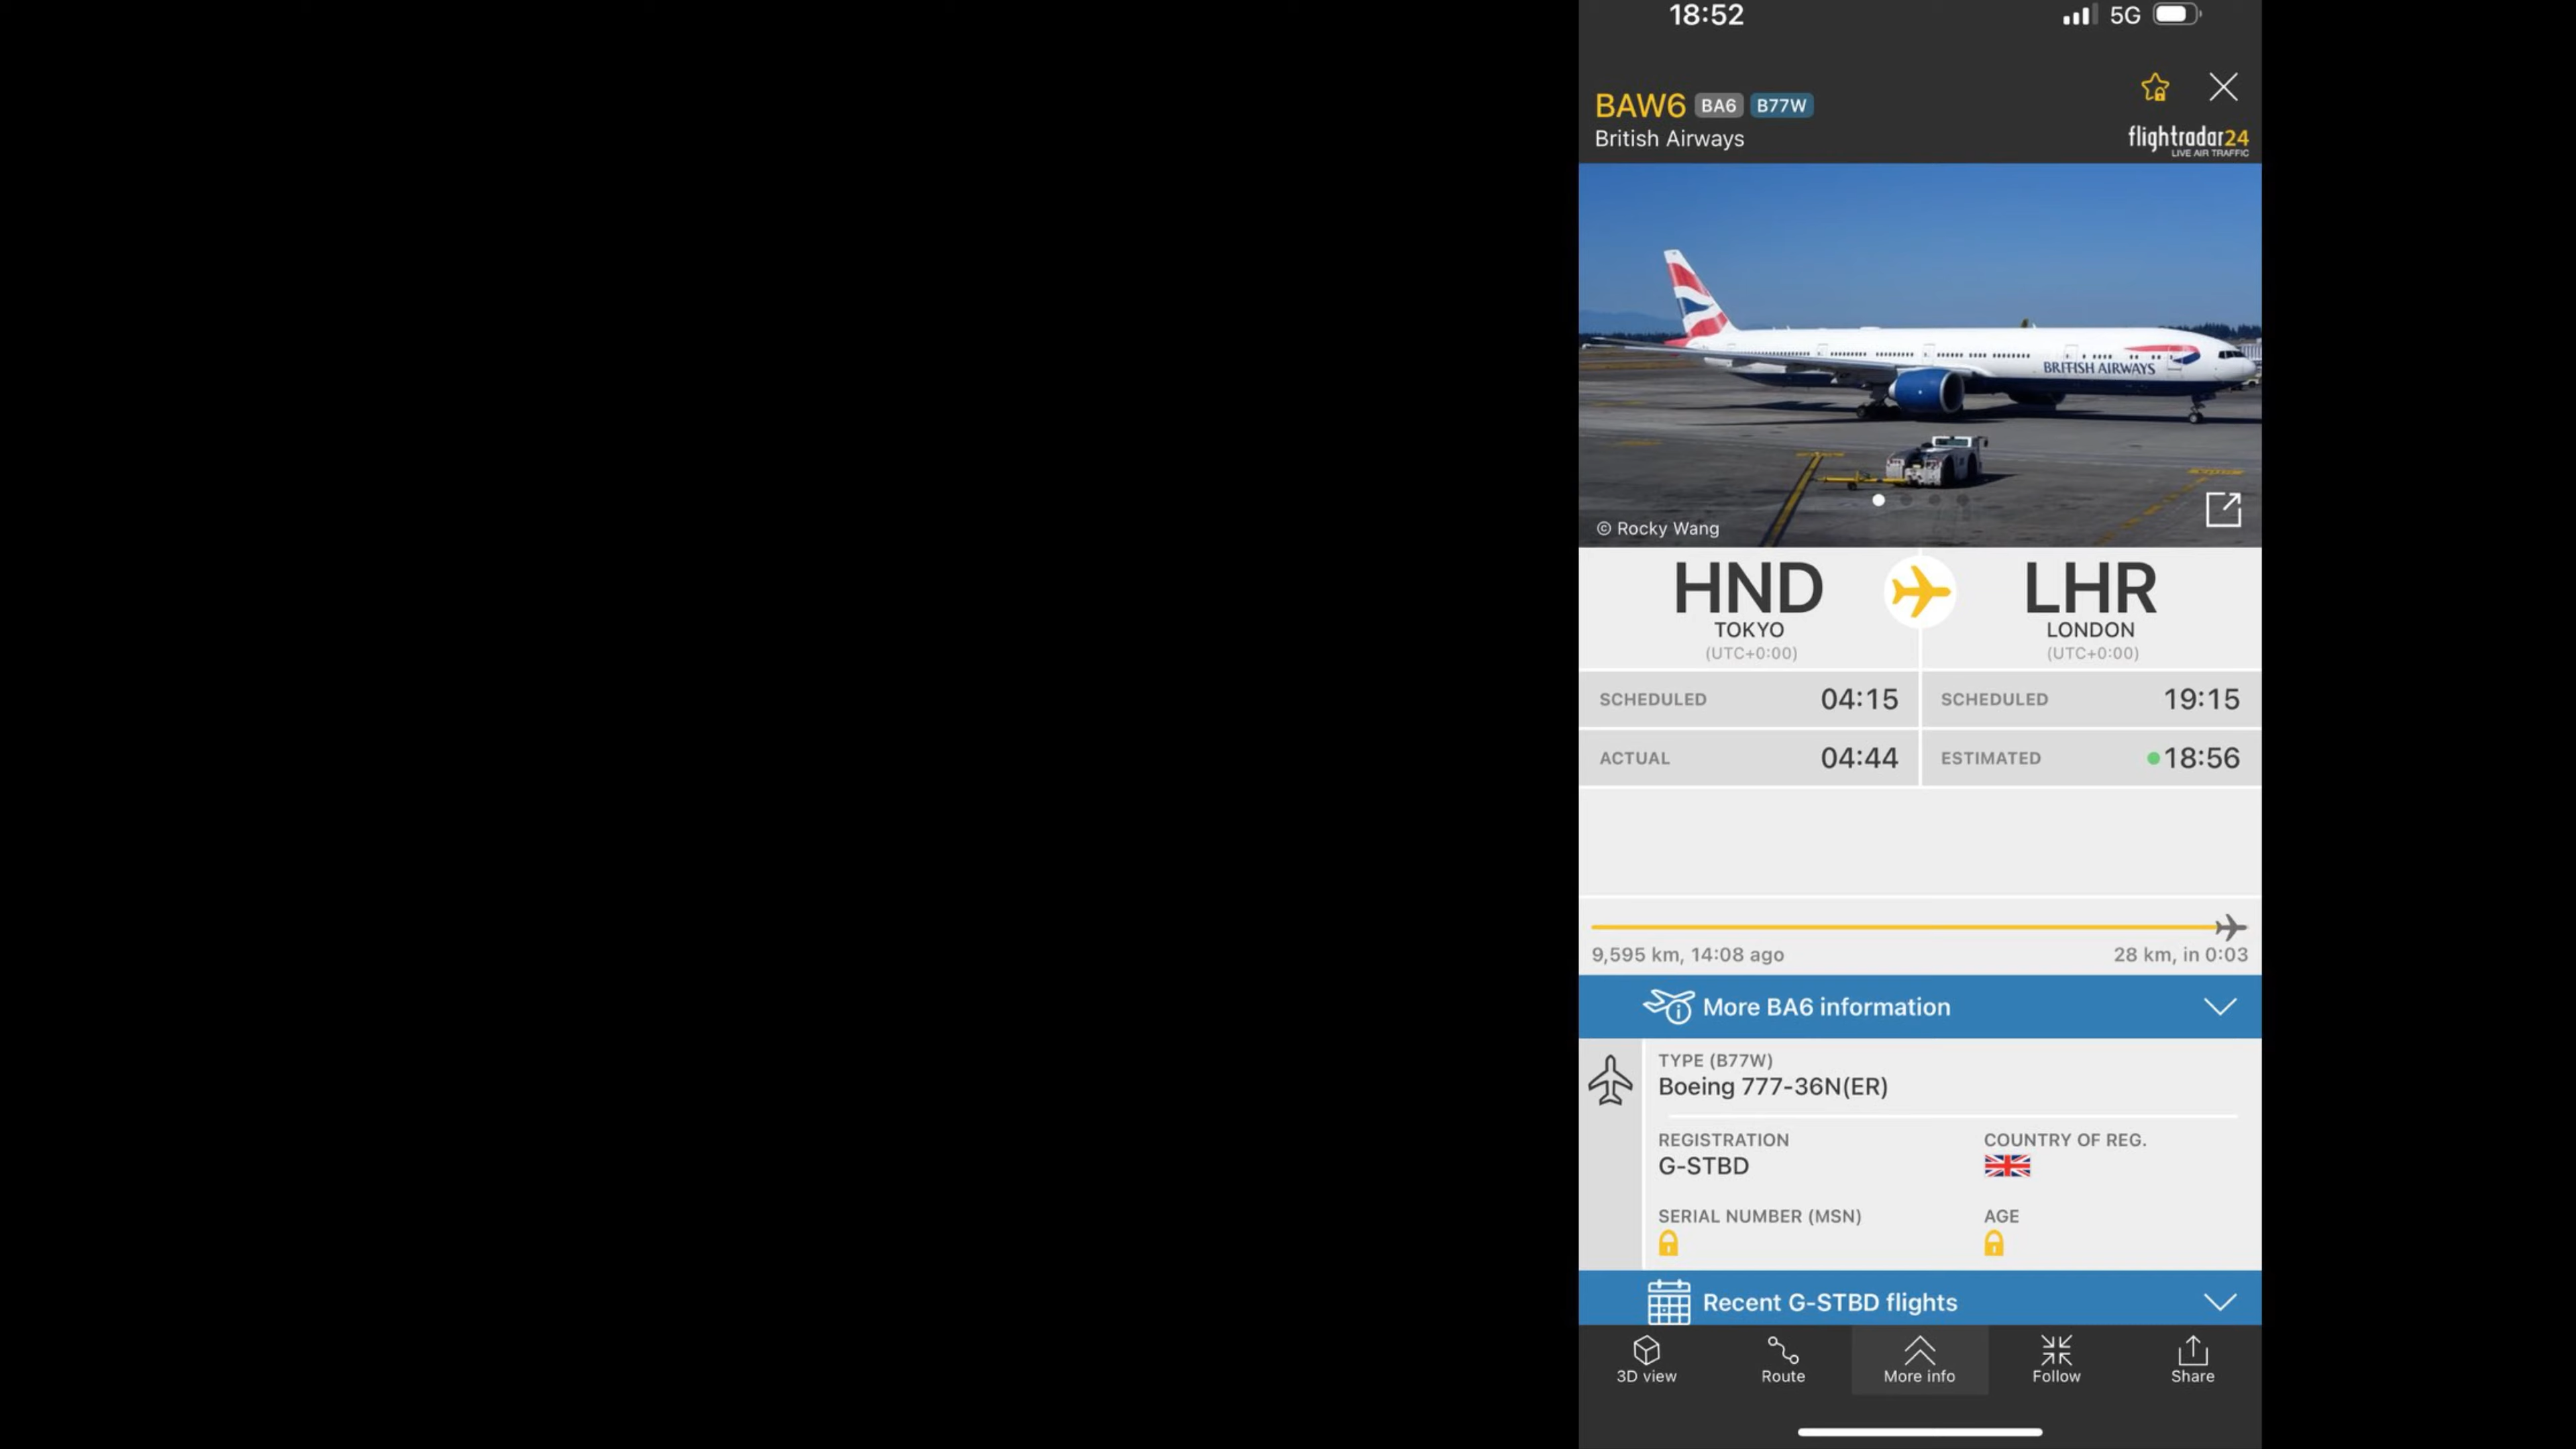 18:52
5G
BAW6 BA6 B77W
British Airways
flightradar24
LIVE AIR TRAFFIC
BRITISH AIRWAYS
© Rocky Wang
HND LHR
TOKYO LONDON
(UTC+0:00) (UTC+0:00)
SCHEDULED 04:15 SCHEDULED 19:15
ACTUAL 04:44 ESTIMATED 18:56
9,595 km, 14:08 ago 28 km, in 0:03
More BA6 information
TYPE (B77W)
Boeing 777-36N(ER)
REGISTRATION COUNTRY OF REG.
G-STBD
SERIAL NUMBER (MSN) AGE
Recent G-STBD flights
3D view Route More info Follow Share